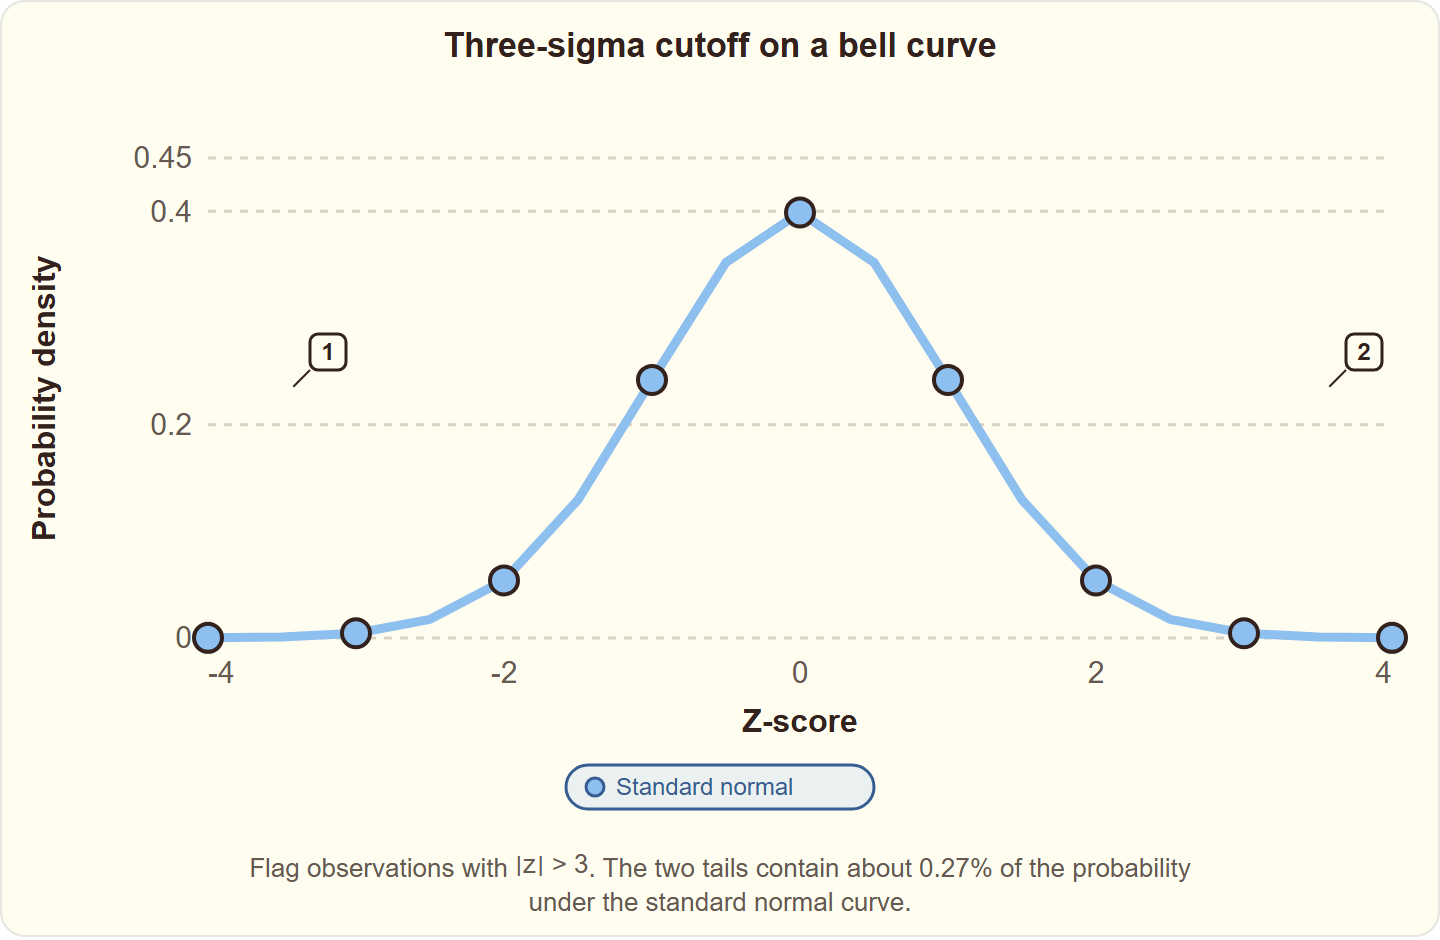 Three-sigma cutoff on a bell curve
Probability density
0.45
0.4
0.2
0
1
2
-4
-2
0
2
4
Z-score
Standard normal
Flag observations with |z| > 3. The two tails contain about 0.27% of the probability
under the standard normal curve.